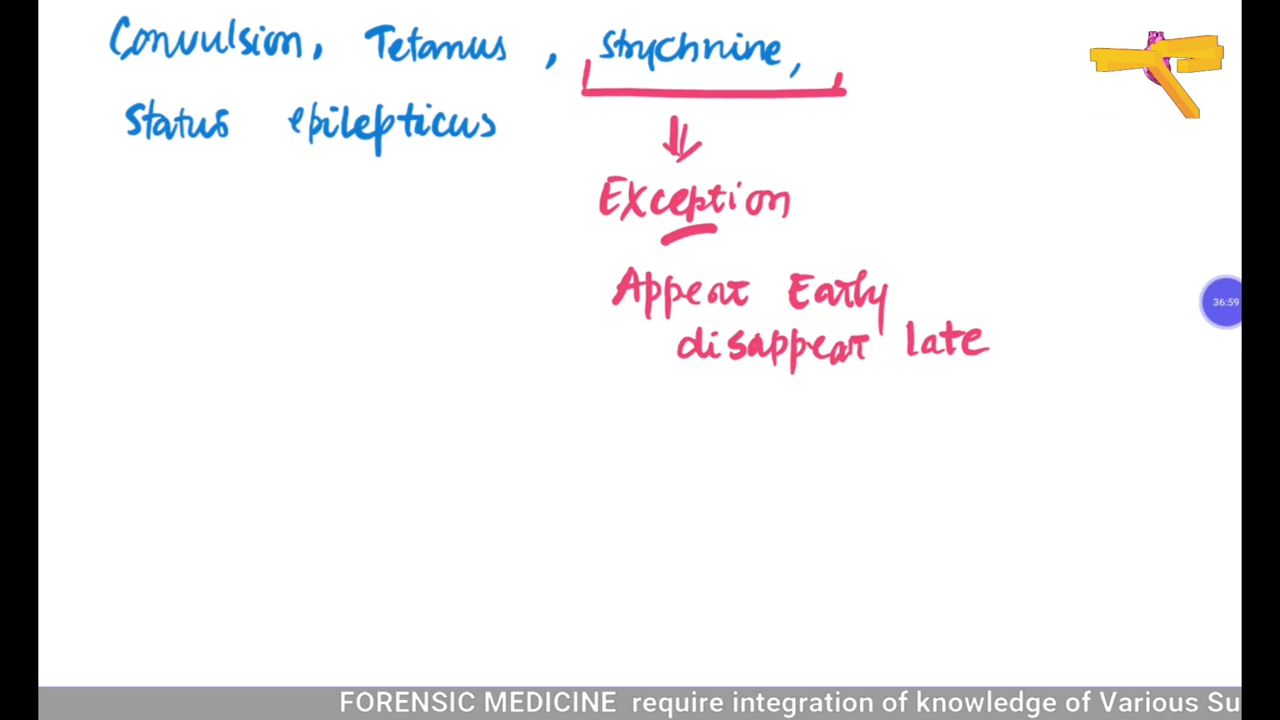 Convulsion, Tetanus, Strychnine,
Status epilepticus
Exception
Appear Early
disappear late
36:59
FORENSIC MEDICINE require integration of knowledge of Various Su